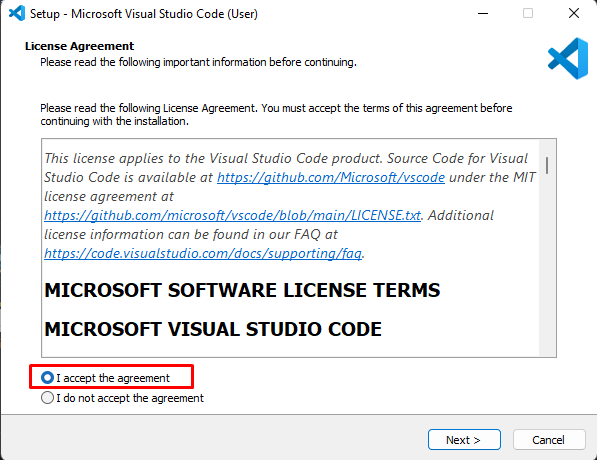 Setup - Microsoft Visual Studio Code (User)
License Agreement
Please read the following important information before continuing.
Please read the following License Agreement. You must accept the terms of this agreement before
continuing with the installation.
This license applies to the Visual Studio Code product. Source Code for Visual
Studio Code is available at https://github.com/Microsoft/vscode under the MIT
license agreement at
https://github.com/microsoft/vscode/blob/main/LICENSE.txt. Additional
license information can be found in our FAQ at
https://code.visualstudio.com/docs/supporting/faq.
MICROSOFT SOFTWARE LICENSE TERMS
MICROSOFT VISUAL STUDIO CODE
I accept the agreement
I do not accept the agreement
Next > Cancel